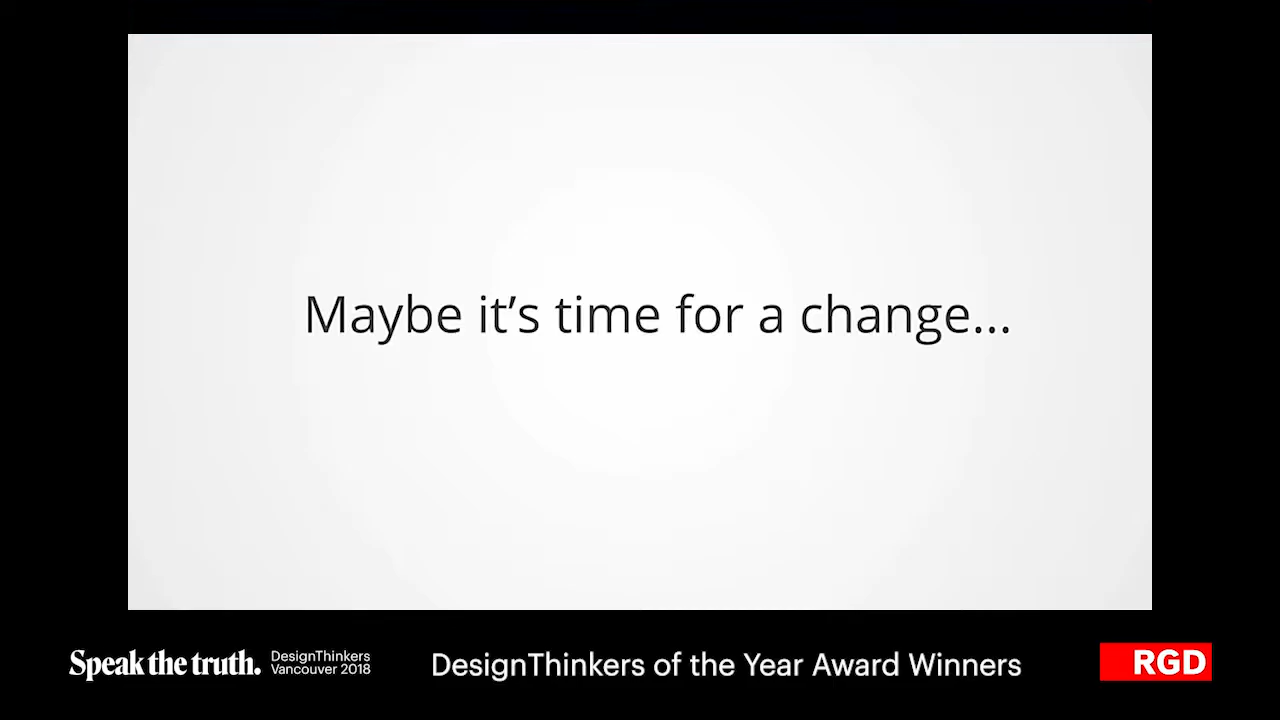 Maybe it’s time for a change...
Speak the truth.
DesignThinkers
Vancouver 2018
DesignThinkers of the Year Award Winners
RGD